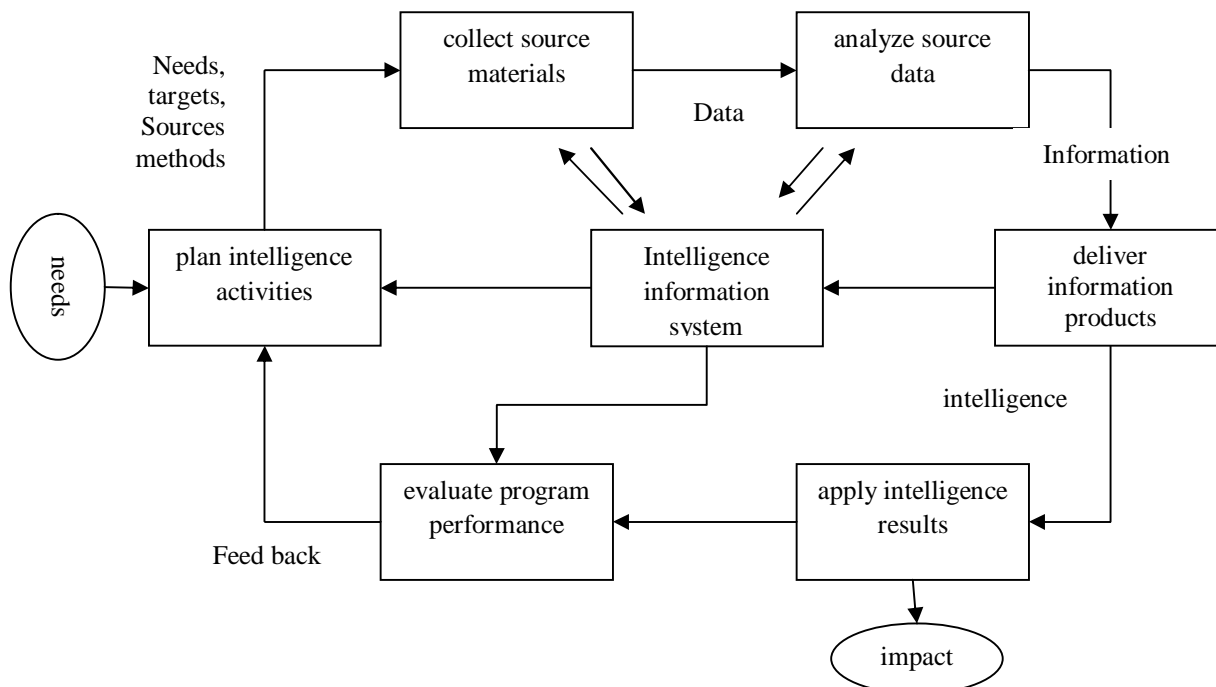 collect source
materials
analyze source
data
Needs,
targets,
Sources
methods
Data
Information
needs
plan intelligence
activities
Intelligence
information
system
deliver
information
products
intelligence
evaluate program
performance
apply intelligence
results
Feed back
impact